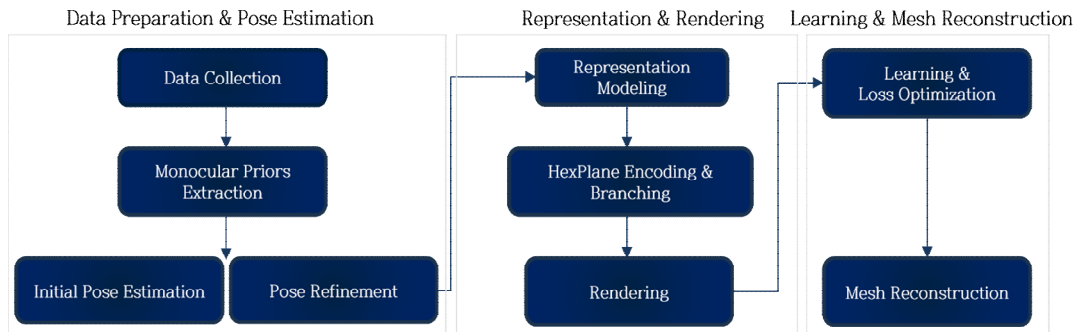 Data Preparation & Pose Estimation
Data Collection
Monocular Priors
Extraction
Initial Pose Estimation
Pose Refinement
Representation & Rendering
Representation
Modeling
HexPlane Encoding &
Branching
Rendering
Learning & Mesh Reconstruction
Learning &
Loss Optimization
Mesh Reconstruction